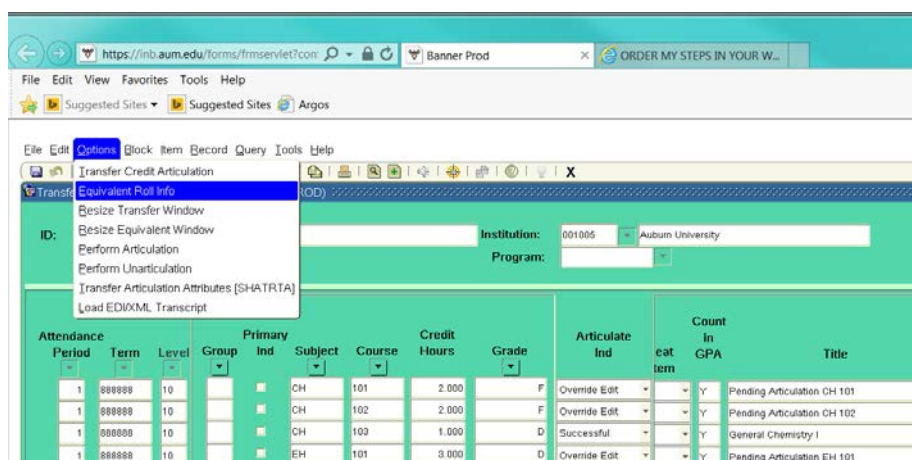 https://inb.aum.edu/forms/frmservlet?con
Banner Prod
ORDER MY STEPS IN YOUR W...
File Edit View Favorites Tools Help
Suggested Sites Suggested Sites Argos
File Edit Options Block Item Record Query Tools Help
Transfer Credit Articulation
Equivalent Roll Info
Resize Transfer Window
Resize Equivalent Window
Perform Articulation
Perform Unarticulation
Transfer Articulation Attributes [SHATRTA]
Load EDI/XML Transcript
ID: Institution: 001005 Auburn University
Program:
Attendance Period Term Level Group Primary Ind Subject Course Credit Hours Grade Articulate Ind Count in GPA Title
1 888888 10 CH 101 2.000 F Override Edit Y Pending Articulation CH 101
1 888888 10 CH 102 2.000 F Override Edit Y Pending Articulation CH 102
1 888888 10 CH 103 1.000 D Successful Y General Chemistry I
1 888888 10 EH 101 3.000 D Override Edit Y Pending Articulation EH 101